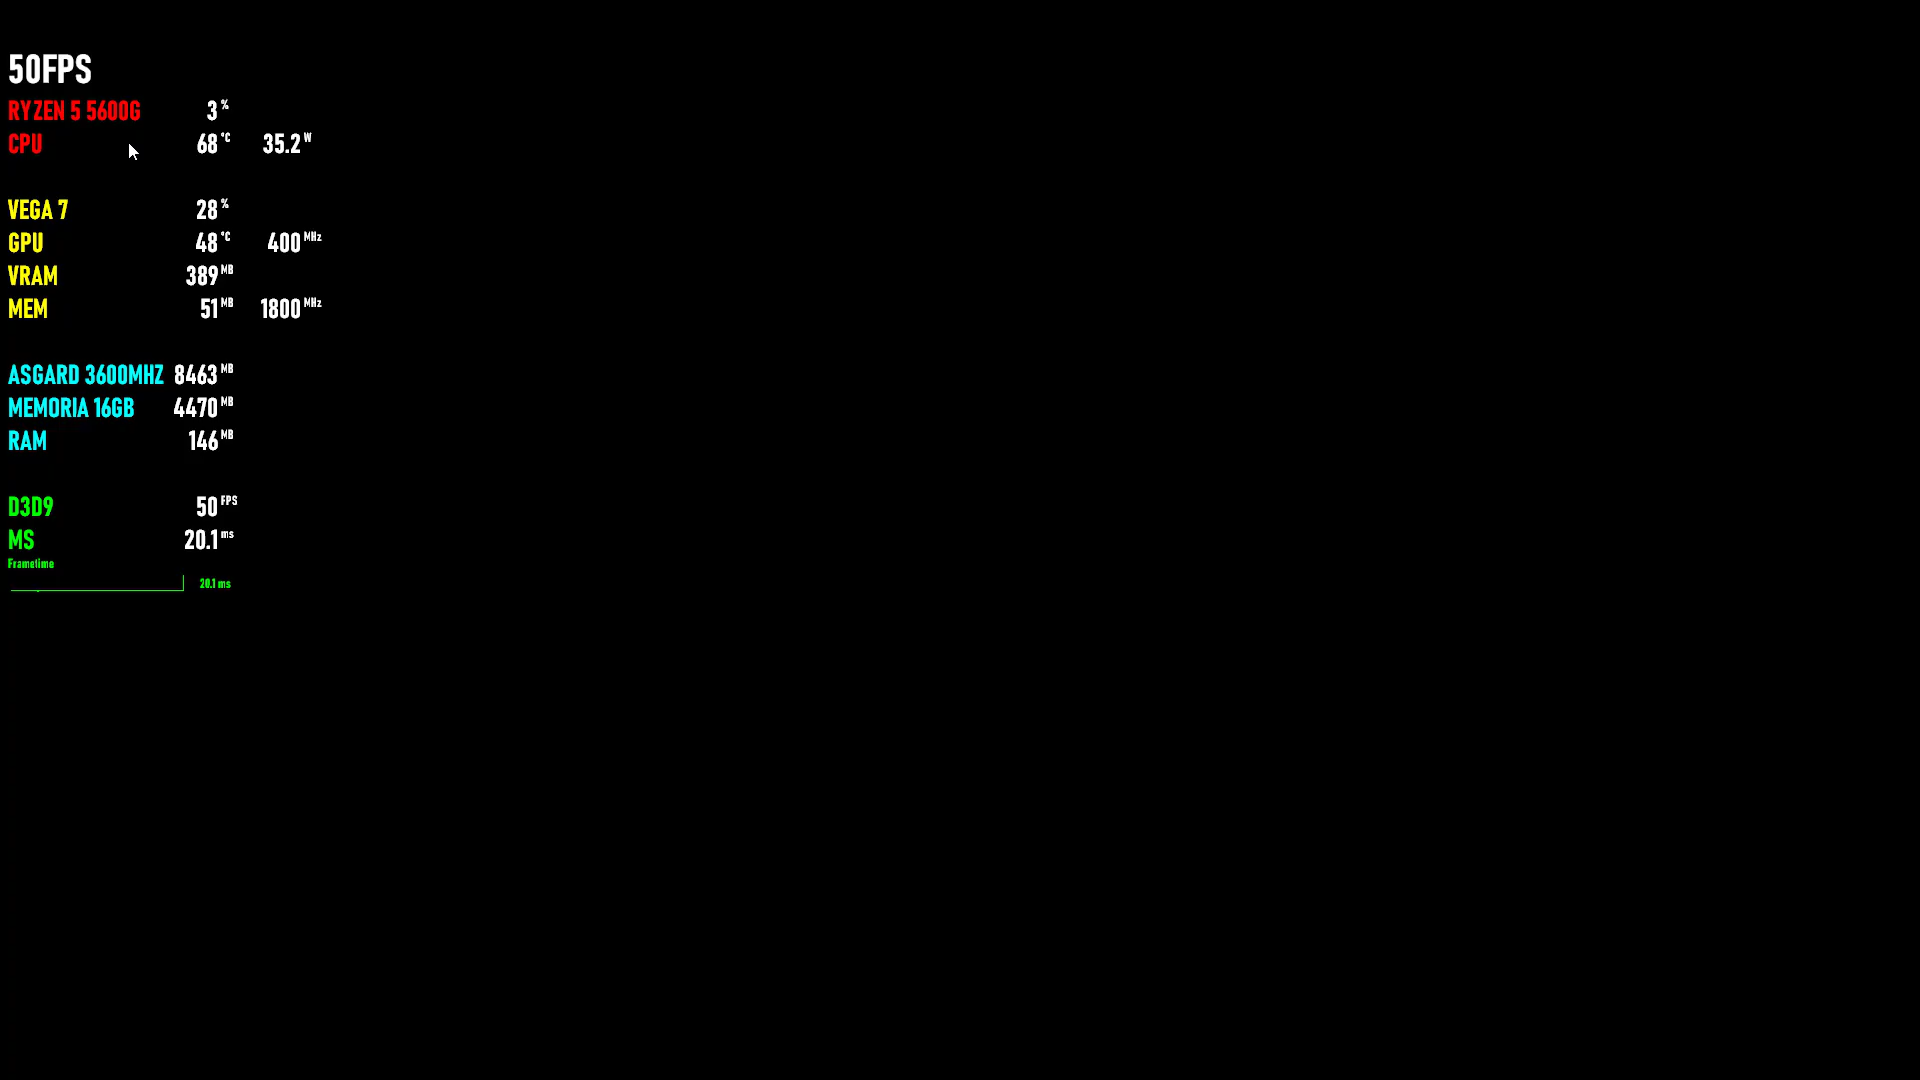 50FPS
RYZEN 5 5600G 3 %
CPU 68 °C 35.2 W
VEGA 7 28 %
GPU 48 °C 400 MHz
VRAM 389 MB
MEM 51 MB 1800 MHz
ASGARD 3600MHZ 8463 MB
MEMORIA 16GB 4470 MB
RAM 146 MB
D3D9 50 FPS
MS 20.1 ms
Frametime
20.1 ms